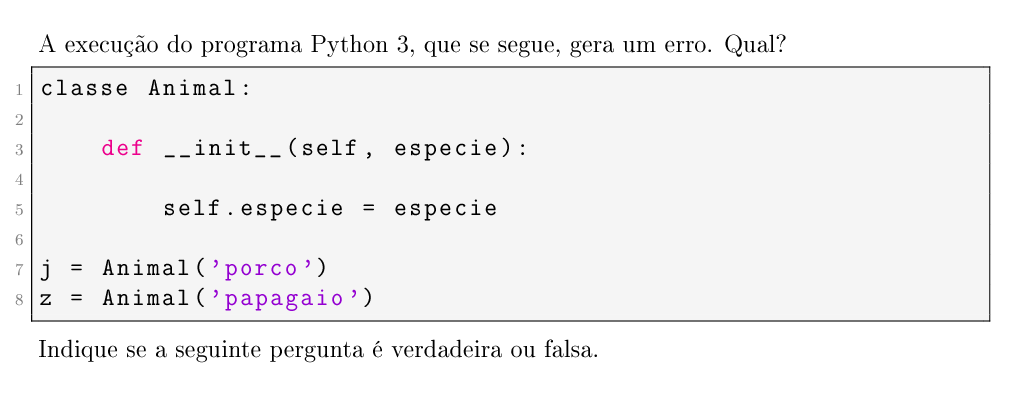 A execução do programa Python 3, que se segue, gera um erro. Qual?
1 classe Animal:
2
3     def __init__(self, especie):
4
5         self.especie = especie
6
7 j = Animal('porco')
8 z = Animal('papagaio')
Indique se a seguinte pergunta é verdadeira ou falsa.